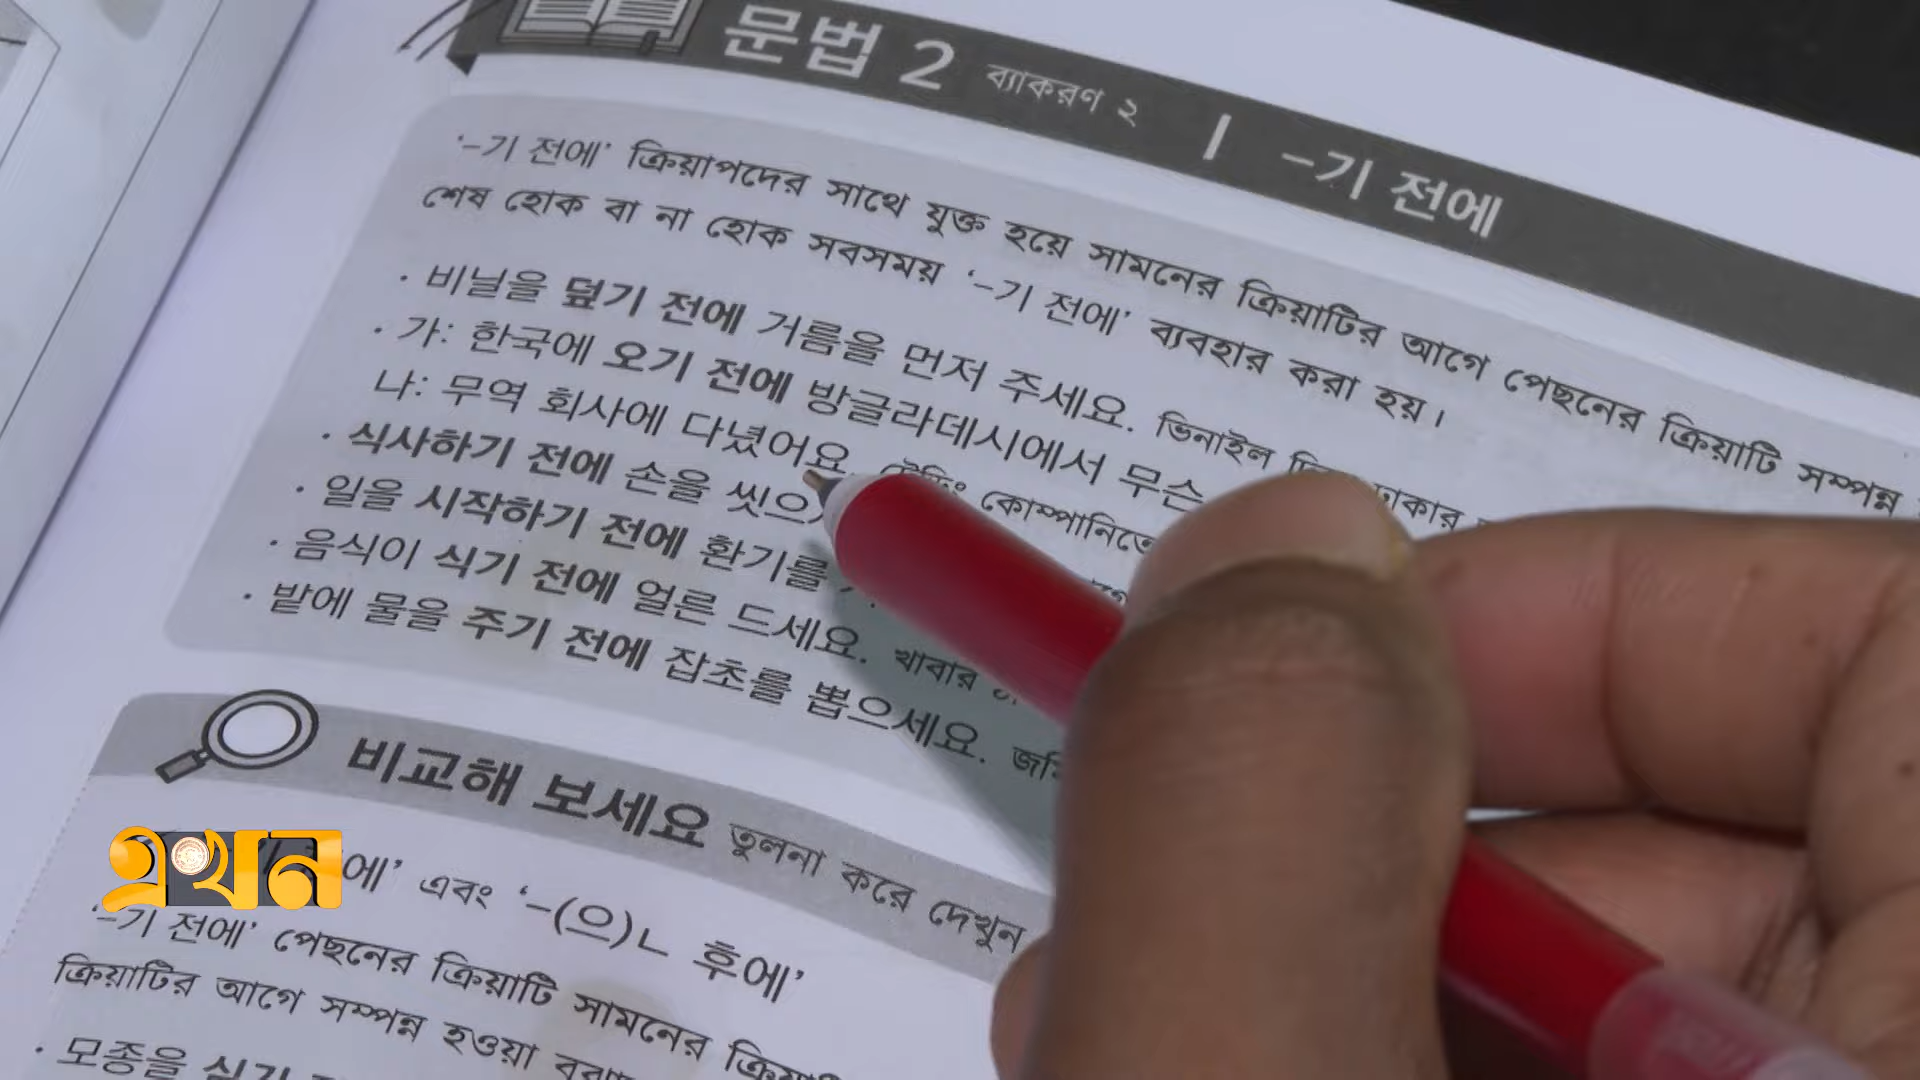 문법 2 ব্যাকরণ ২ | -기 전에
'-기 전에' ক্রিয়াপদের সাথে যুক্ত হয়ে সামনের ক্রিয়াটির আগে পেছনের ক্রিয়াটি সম্পন্ন
শেষ হোক বা না হোক সবসময় '-기 전에' ব্যবহার করা হয়।
· 비닐을 덮기 전에 거름을 먼저 주세요. ভিনাইল ঢাকার
· 가: 한국에 오기 전에 방글라데시에서 무슨
나: 무역 회사에 다녔어요. ট্রেডিং কোম্পানিতে
· 식사하기 전에 손을 씻으
· 일을 시작하기 전에 환기를
· 음식이 식기 전에 얼른 드세요. খাবার
· 밭에 물을 주기 전에 잡초를 뽑으세요.
비교해 보세요 তুলনা করে দেখুন
에' এবং '-(으)ㄴ 후에'
'-기 전에' পেছনের ক্রিয়াটি সামনের
ক্রিয়াটির আগে সম্পন্ন হওয়া
· 모종을 심기
এখন